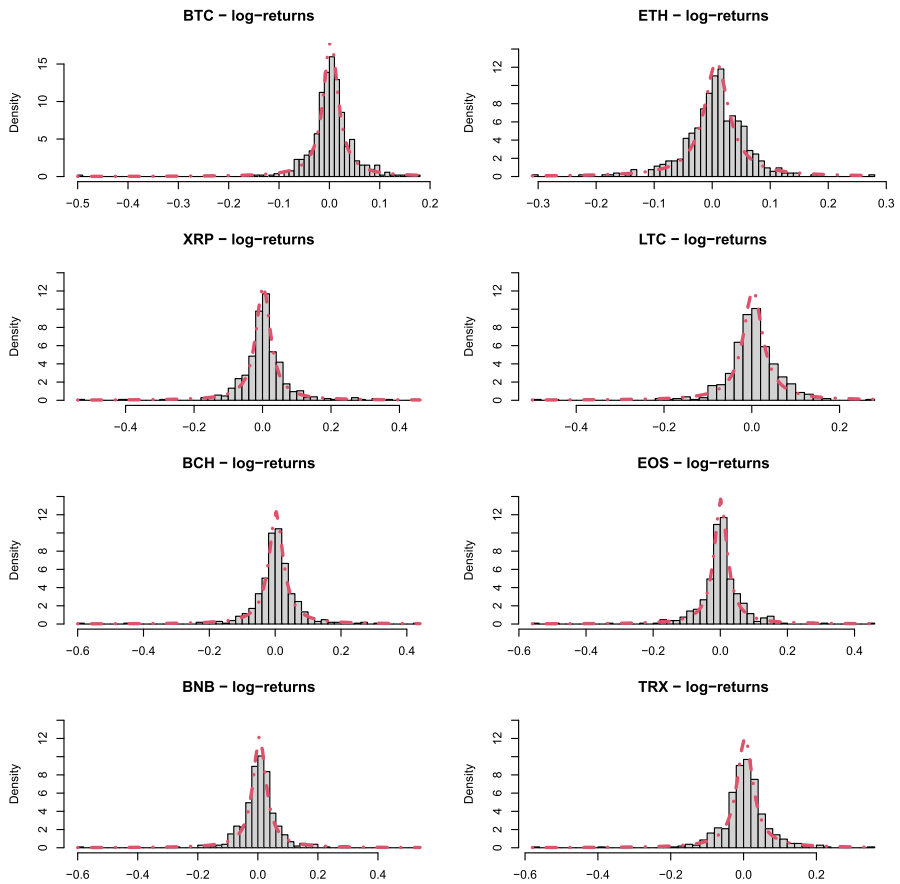 BTC − log−returns
Density
15
10
5
0
−0.5 −0.4 −0.3 −0.2 −0.1 0.0 0.1 0.2
ETH − log−returns
Density
12
8
6
4
2
0
−0.3 −0.2 −0.1 0.0 0.1 0.2 0.3
XRP − log−returns
Density
12
8
6
4
2
0
−0.4 −0.2 0.0 0.2 0.4
LTC − log−returns
Density
12
8
6
4
2
0
−0.4 −0.2 0.0 0.2
BCH − log−returns
Density
12
8
6
4
2
0
−0.6 −0.4 −0.2 0.0 0.2 0.4
EOS − log−returns
Density
12
8
6
4
2
0
−0.6 −0.4 −0.2 0.0 0.2 0.4
BNB − log−returns
Density
12
8
6
4
2
0
−0.6 −0.4 −0.2 0.0 0.2 0.4
TRX − log−returns
Density
12
8
6
4
2
0
−0.6 −0.4 −0.2 0.0 0.2